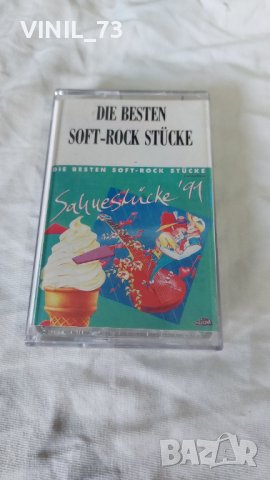 VINIL_73
DIE BESTEN
SOFT-ROCK STÜCKE
DIE BESTEN SOFT-ROCK STÜCKE
Sahnestücke '91
BAZAR.bg